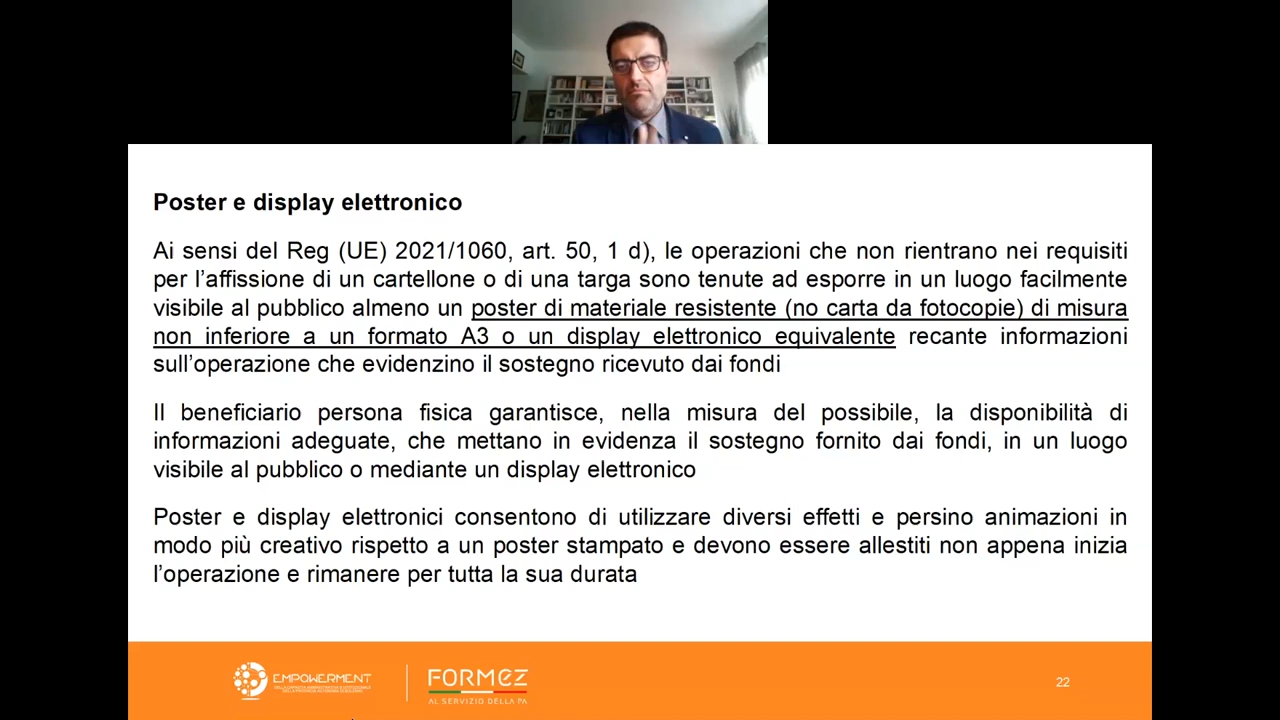 Poster e display elettronico
Ai sensi del Reg (UE) 2021/1060, art. 50, 1 d), le operazioni che non rientrano nei requisiti
per l’affissione di un cartellone o di una targa sono tenute ad esporre in un luogo facilmente
visibile al pubblico almeno un poster di materiale resistente (no carta da fotocopie) di misura
non inferiore a un formato A3 o un display elettronico equivalente recante informazioni
sull’operazione che evidenzino il sostegno ricevuto dai fondi
Il beneficiario persona fisica garantisce, nella misura del possibile, la disponibilità di
informazioni adeguate, che mettano in evidenza il sostegno fornito dai fondi, in un luogo
visibile al pubblico o mediante un display elettronico
Poster e display elettronici consentono di utilizzare diversi effetti e persino animazioni in
modo più creativo rispetto a un poster stampato e devono essere allestiti non appena inizia
l’operazione e rimanere per tutta la sua durata
EMPOWERMENT
FORMEZ
AL SERVIZIO DELLA PA
22